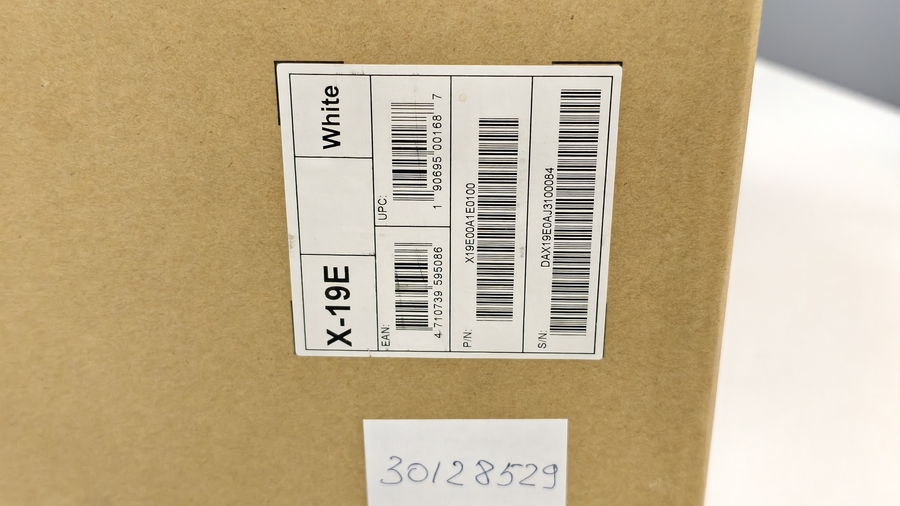 X-19E
White
EAN:
4 710739 595086
UPC:
1 90695 00168 7
P/N:
X19E00A1E0100
S/N:
DAX19E0AJ3100084
30128529